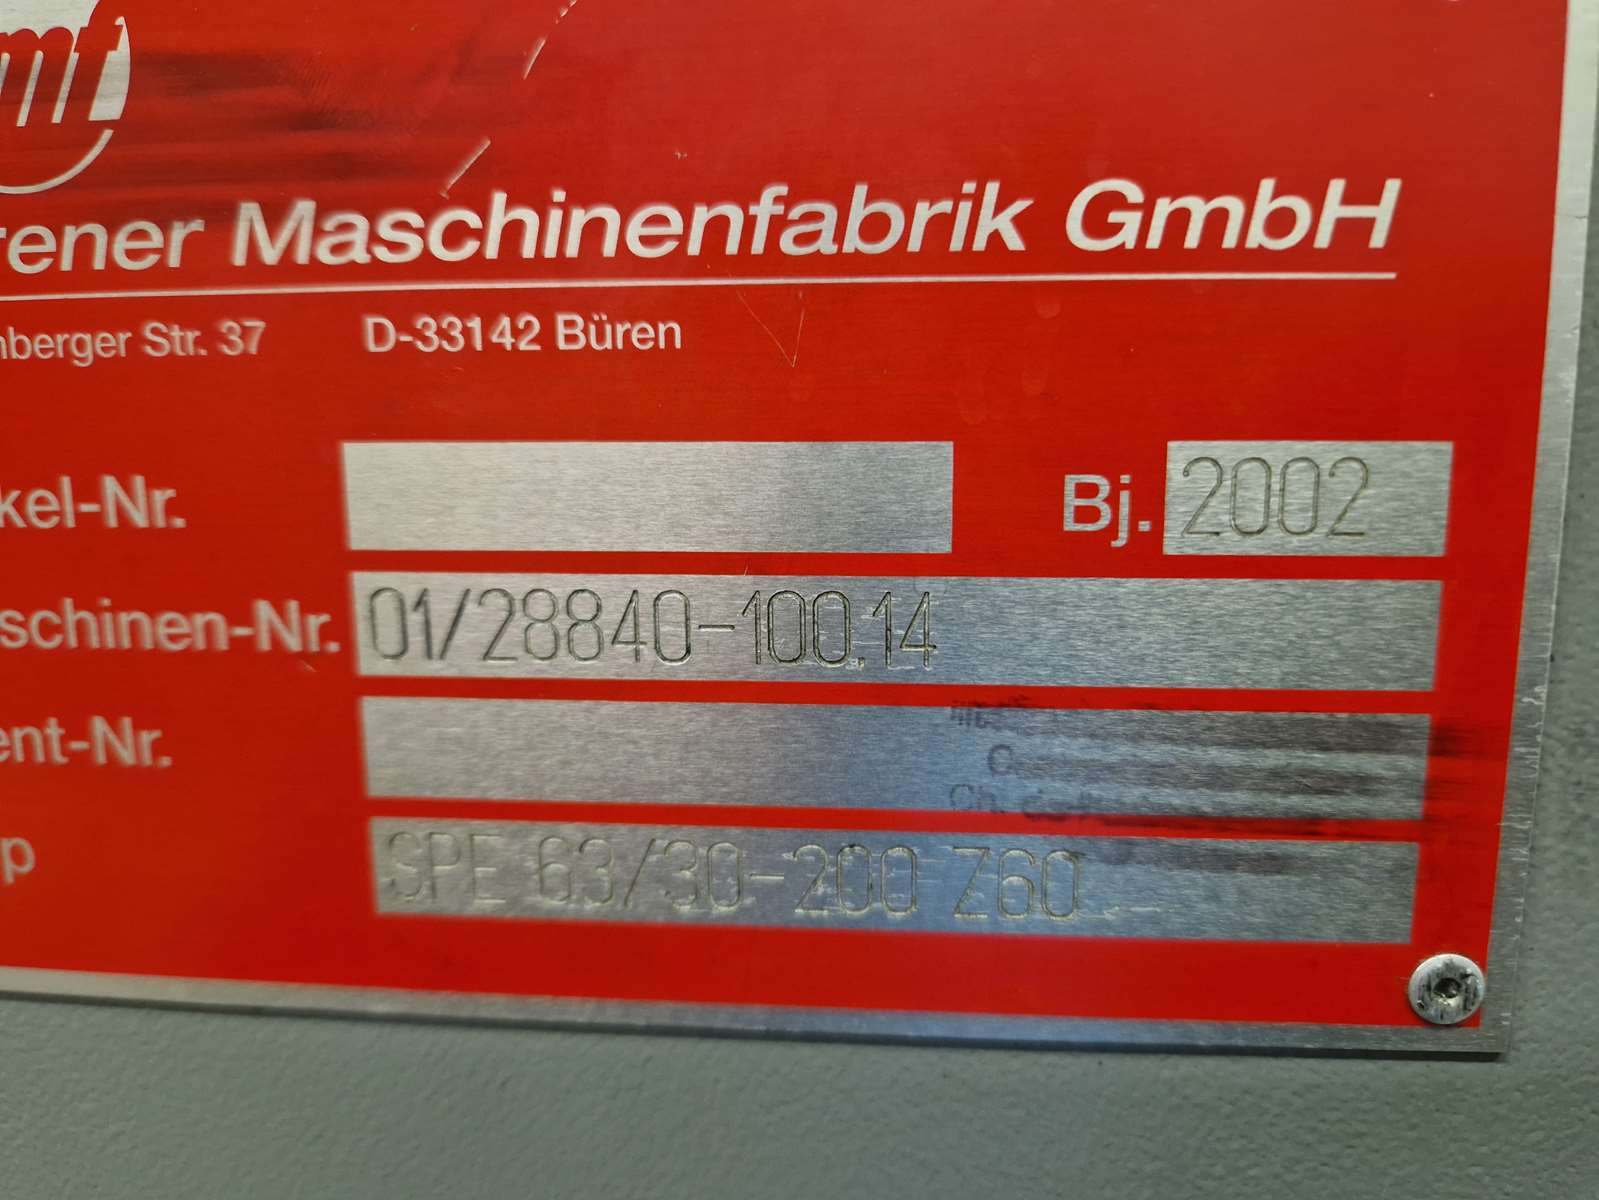 mf
rener Maschinenfabrik GmbH
nberger Str. 37 D-33142 Büren
kel-Nr. Bj. 2002
schinen-Nr. 01/28840-100.14
ent-Nr.
p SPE 63/30-200 Z60